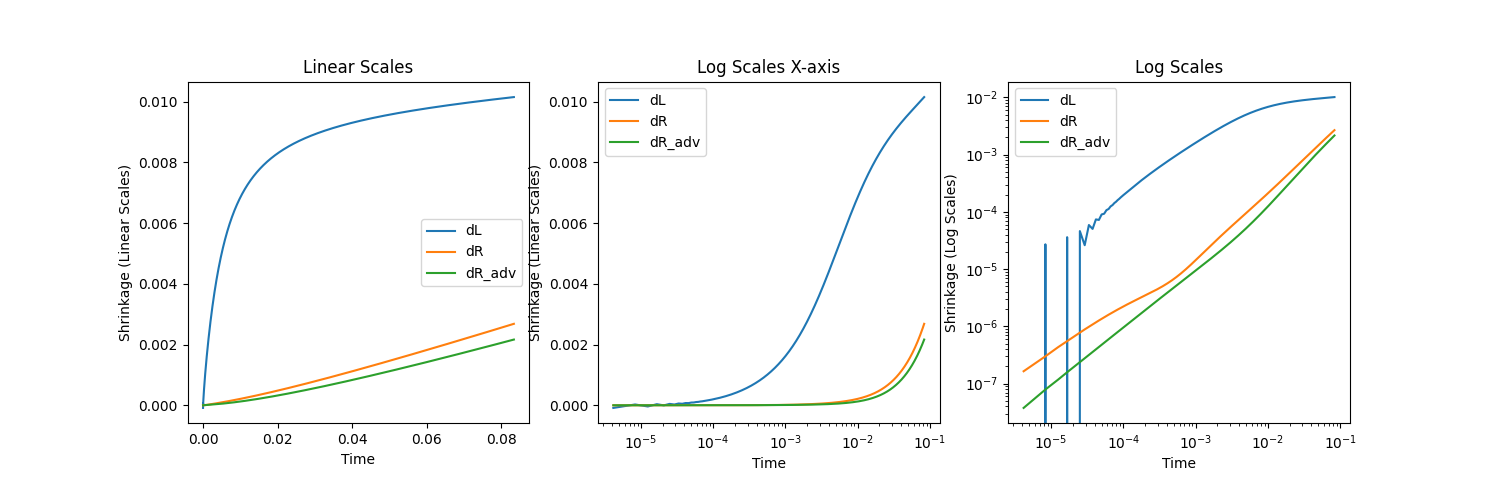 Linear Scales
Shrinkage (Linear Scales)
0.010
0.008
0.006
0.004
0.002
0.000
dL
dR
dR_adv
0.00 0.02 0.04 0.06 0.08
Time
Log Scales X-axis
Shrinkage (Linear Scales)
0.010
0.008
0.006
0.004
0.002
0.000
dL
dR
dR_adv
10⁻⁵ 10⁻⁴ 10⁻³ 10⁻² 10⁻¹
Time
Log Scales
Shrinkage (Log Scales)
10⁻²
10⁻³
10⁻⁴
10⁻⁵
10⁻⁶
10⁻⁷
dL
dR
dR_adv
10⁻⁵ 10⁻⁴ 10⁻³ 10⁻² 10⁻¹
Time